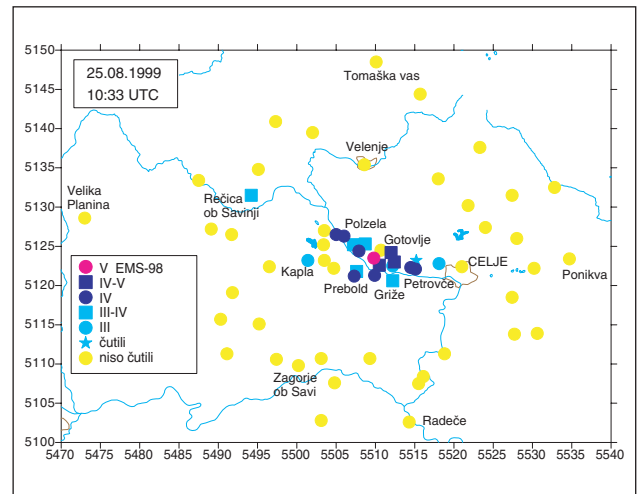 5150
25.08.1999
10:33 UTC
Tomaška vas
5145
5140
Velenje
5135
Velika
Planina
Rečica
ob Savinji
5130
Polzela
Gotovlje
5125
Kapla
CELJE
Ponikva
Prebold
Petrovče
Griže
5120
V EMS-98
IV-V
IV
III-IV
III
čutili
niso čutili
5115
5110
Zagorje
ob Savi
5105
Radeče
5100
5470 5475 5480 5485 5490 5495 5500 5505 5510 5515 5520 5525 5530 5535 5540